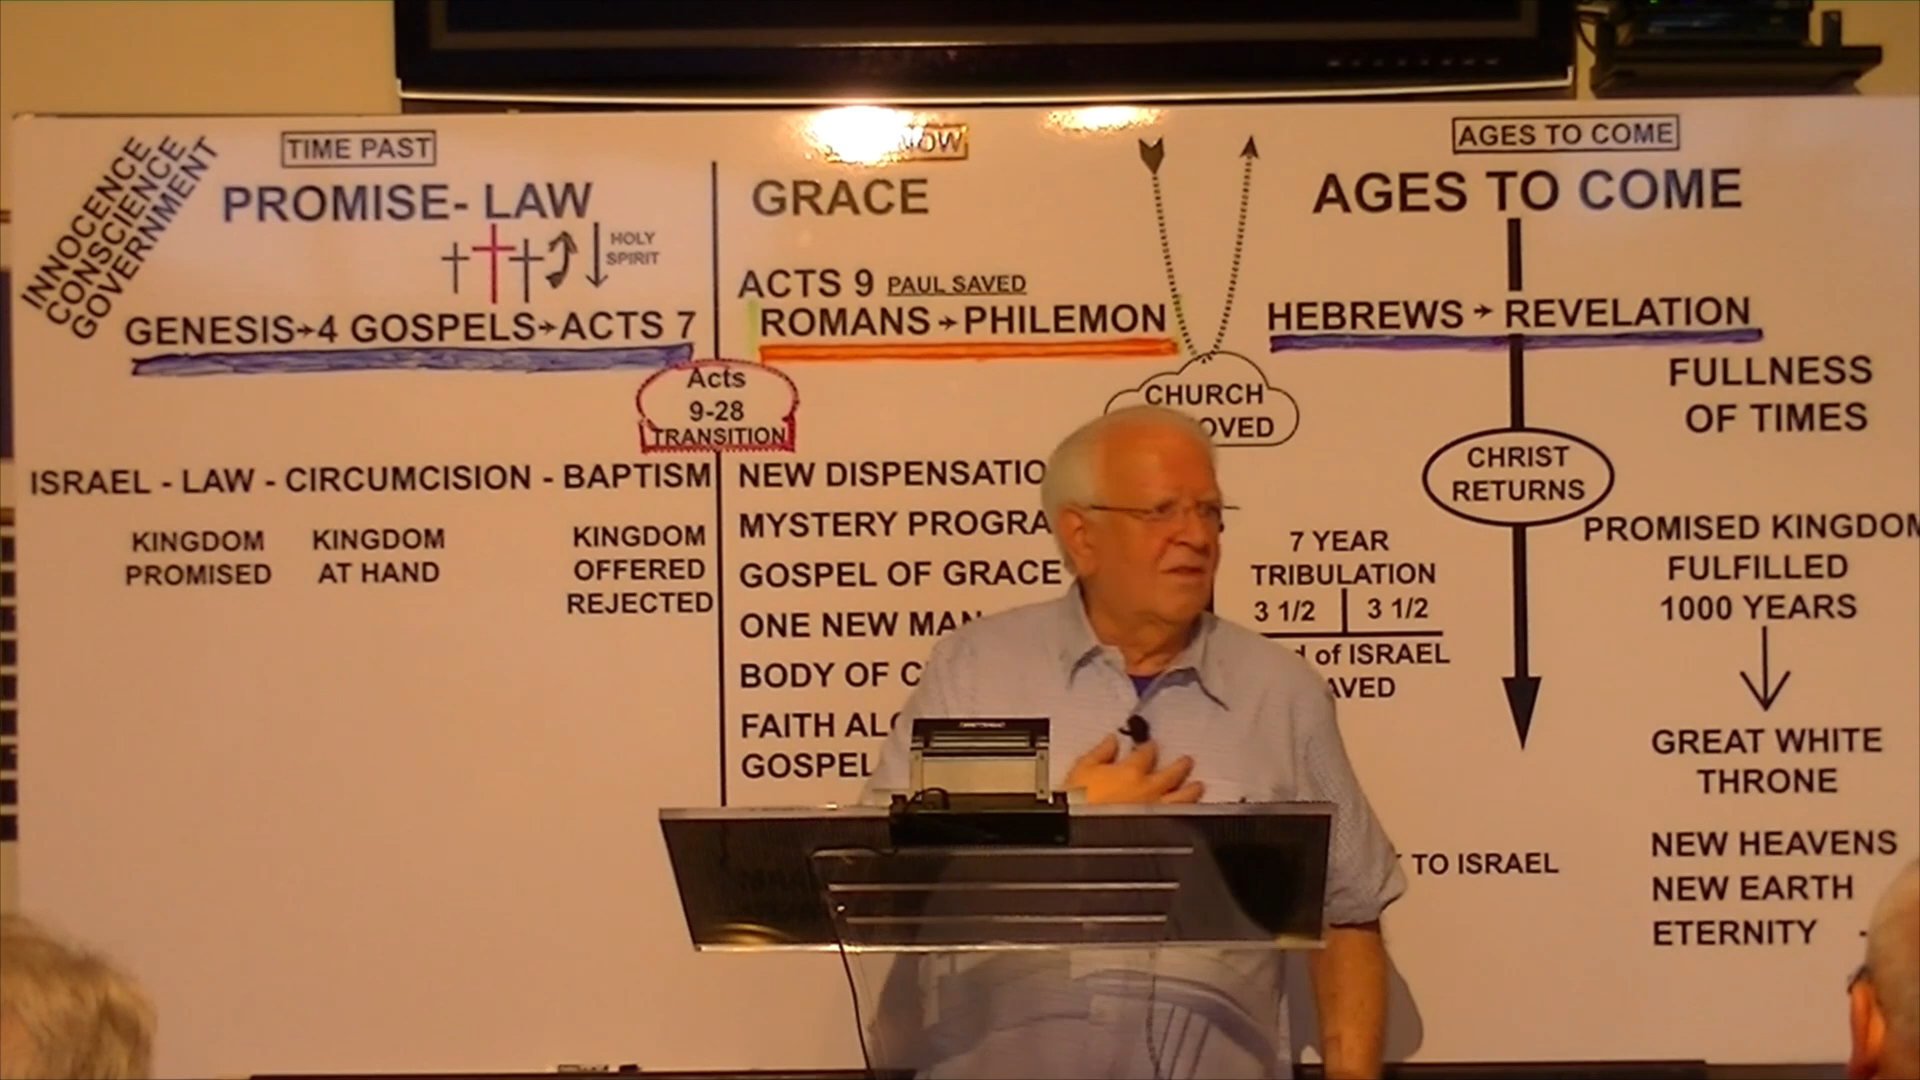 INNOCENCE
CONSCIENCE
GOVERNMENT
TIME PAST
PROMISE- LAW
HOLY
SPIRIT
GENESIS→4 GOSPELS→ACTS 7
ISRAEL - LAW - CIRCUMCISION - BAPTISM
KINGDOM
PROMISED
KINGDOM
AT HAND
KINGDOM
OFFERED
REJECTED
Acts
9-28
TRANSITION
NOW
GRACE
ACTS 9 PAUL SAVED
ROMANS → PHILEMON
NEW DISPENSATIO
MYSTERY PROGRA
GOSPEL OF GRACE
ONE NEW MAN
BODY OF C
FAITH ALO
GOSPEL
CHURCH
OVED
AGES TO COME
AGES TO COME
HEBREWS → REVELATION
FULLNESS
OF TIMES
CHRIST
RETURNS
7 YEAR
TRIBULATION
3 1/2 3 1/2
of ISRAEL
AVED
TO ISRAEL
PROMISED KINGDOM
FULFILLED
1000 YEARS
GREAT WHITE
THRONE
NEW HEAVENS
NEW EARTH
ETERNITY -